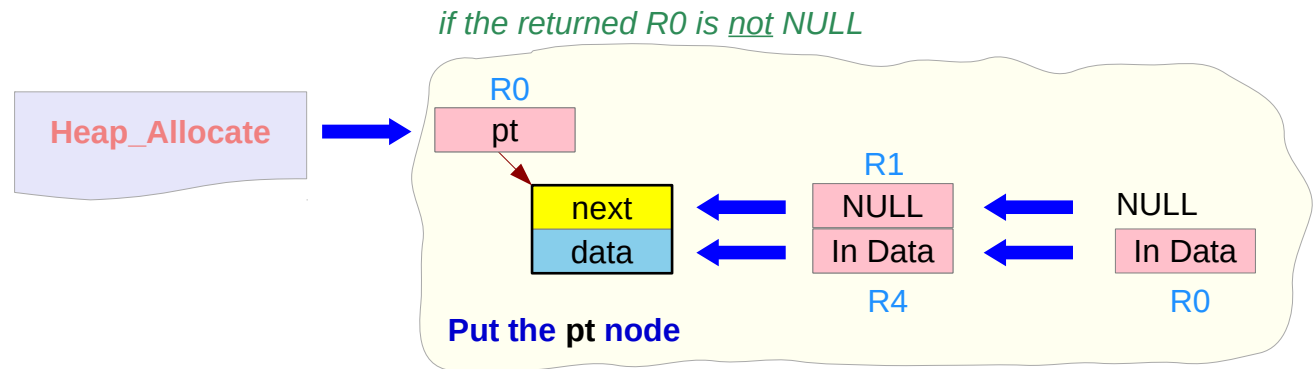 if the returned R0 is not NULL
R0
Heap_Allocate
pt
R1
next
NULL
NULL
data
In Data
In Data
R4
R0
Put the pt node